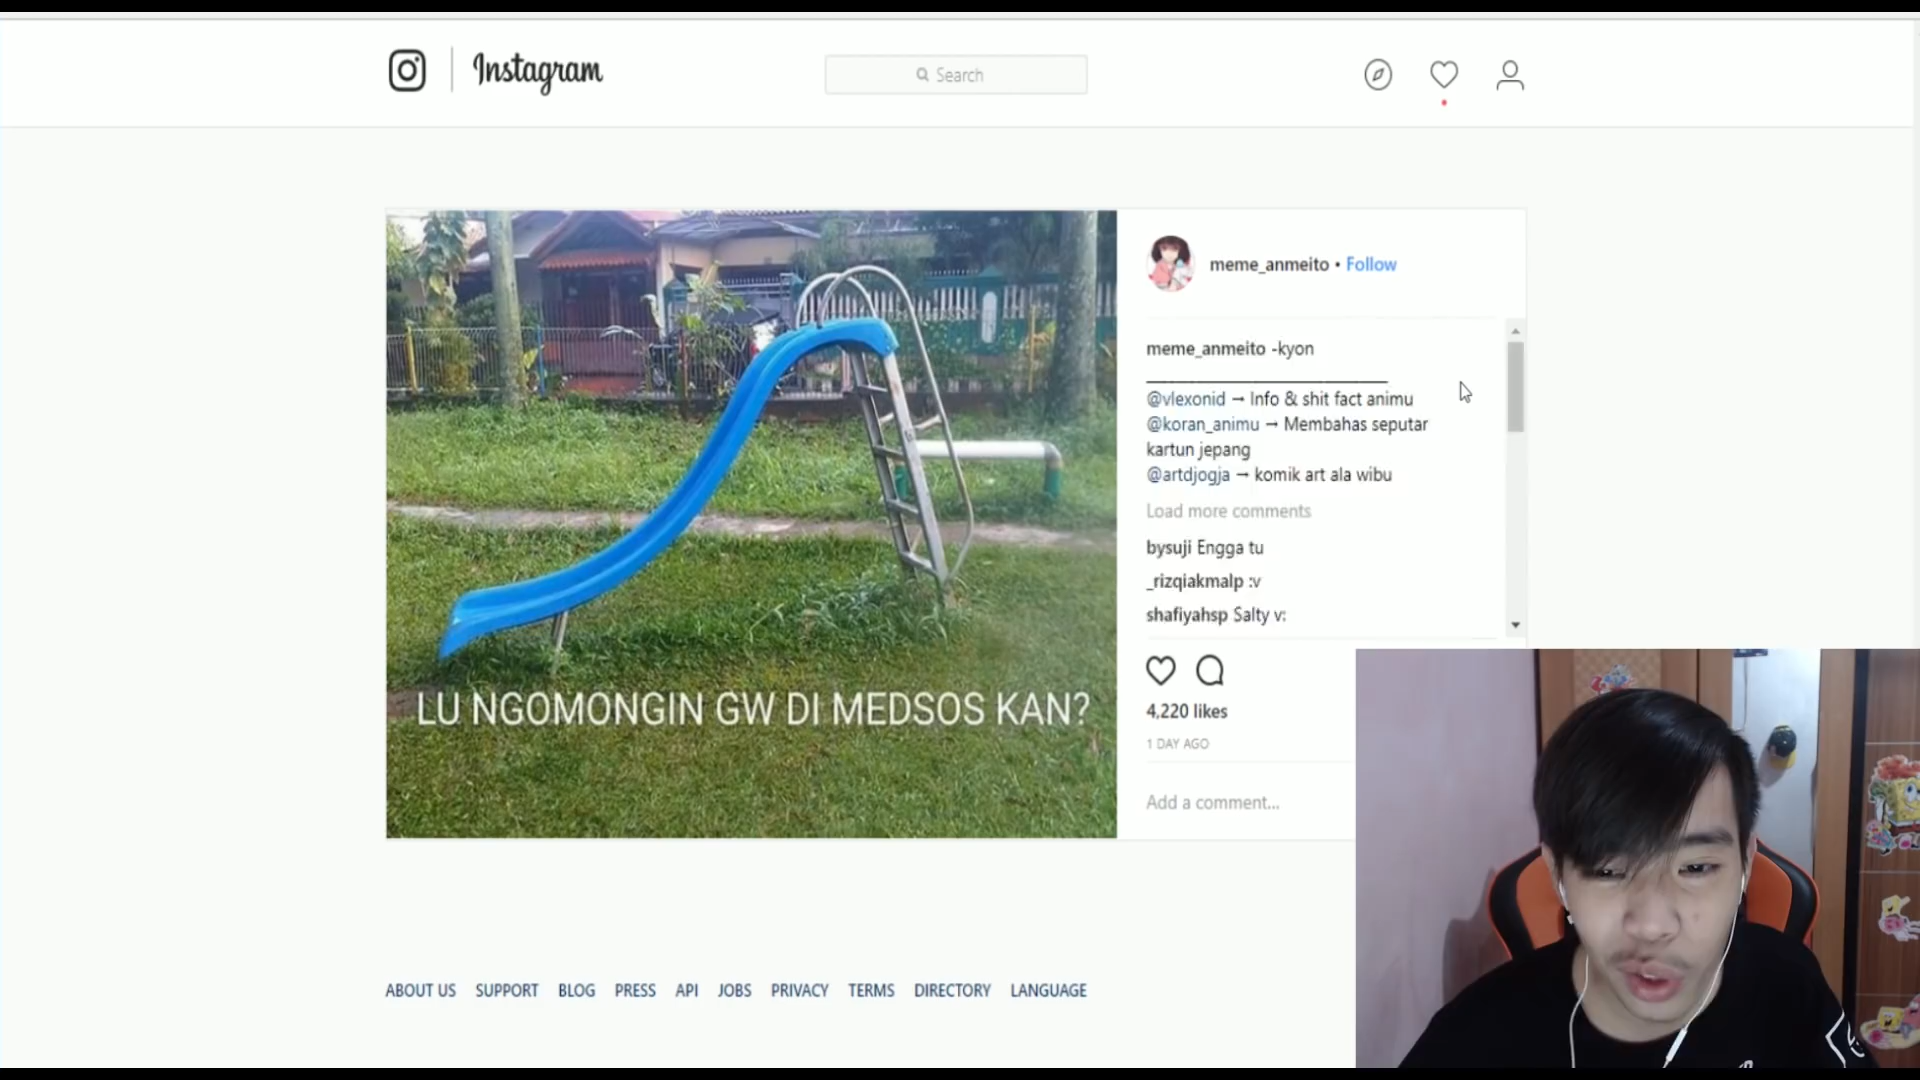 Instagram
Search
LU NGOMONGIN GW DI MEDSOS KAN?
meme_anmeito • Follow
meme_anmeito -kyon
@vlexonid → Info & shit fact animu
@koran_animu → Membahas seputar
kartun jepang
@artdjogja → komik art ala wibu
Load more comments
bysuji Engga tu
_rizqiakmalp :v
shafiyahsp Salty v:
4,220 likes
1 DAY AGO
Add a comment...
ABOUT US SUPPORT BLOG PRESS API JOBS PRIVACY TERMS DIRECTORY LANGUAGE